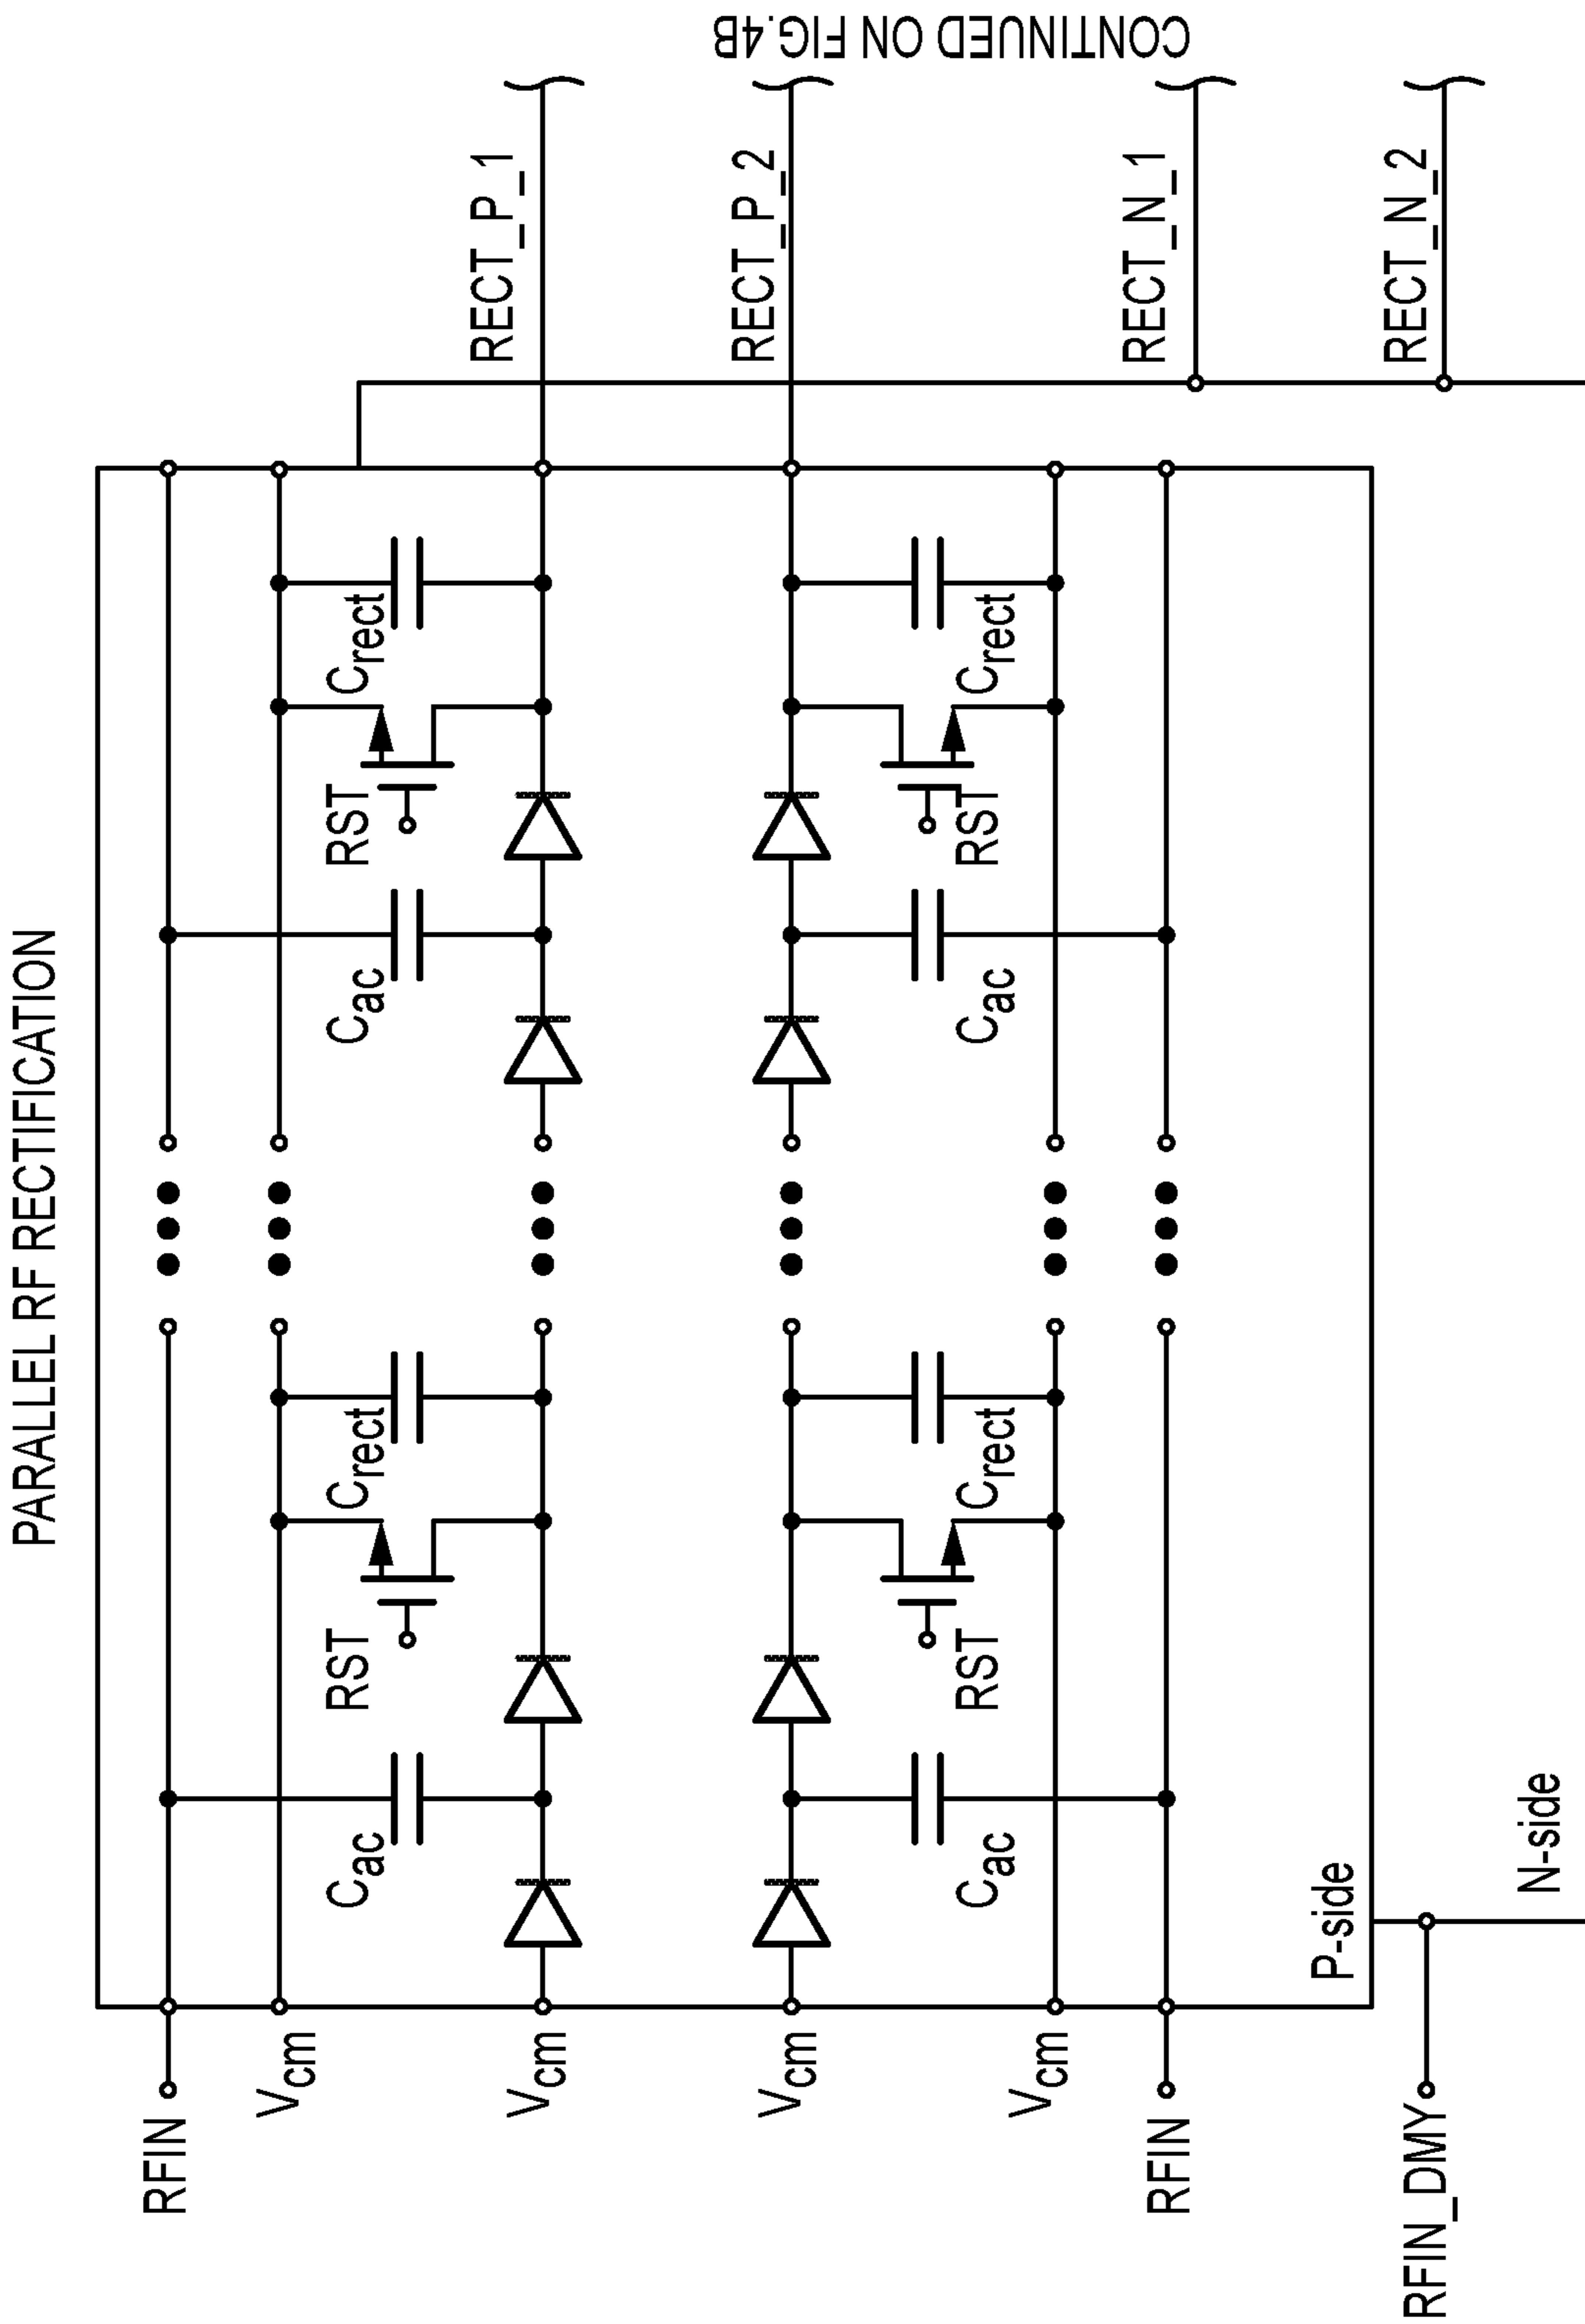 PARALLEL RF RECTIFICATION
RFIN
Vcm
Cac
RST
Crect
Cac
RST
Crect
Vcm
RECT_P_1
Vcm
RECT_P_2
Cac
RST
Crect
Cac
RST
Crect
Vcm
RFIN
RECT_N_1
P-side
RFIN_DMY
RECT_N_2
N-side
CONTINUED ON FIG.4B